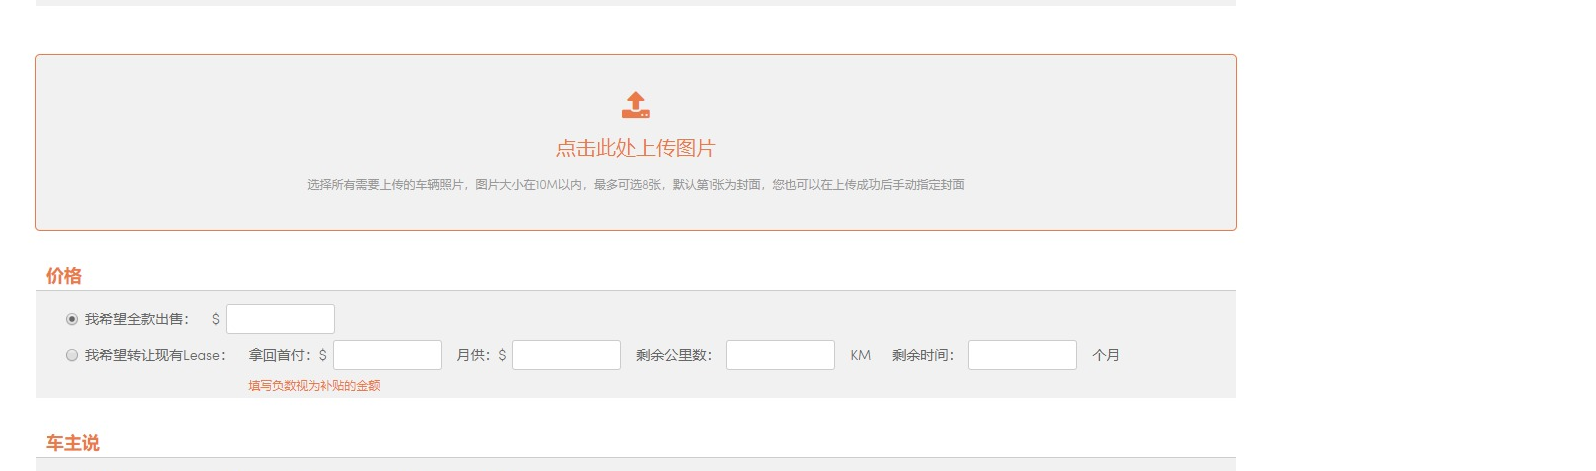 点击此处上传图片
选择所有需要上传的车辆照片，图片大小在10M以内，最多可选8张，默认第1张为封面，您也可以在上传成功后手动指定封面
价格
我希望全款出售： $
我希望转让现有Lease： 拿回首付：$ 月供：$ 剩余公里数： KM 剩余时间： 个月
填写负数视为补贴的金额
车主说